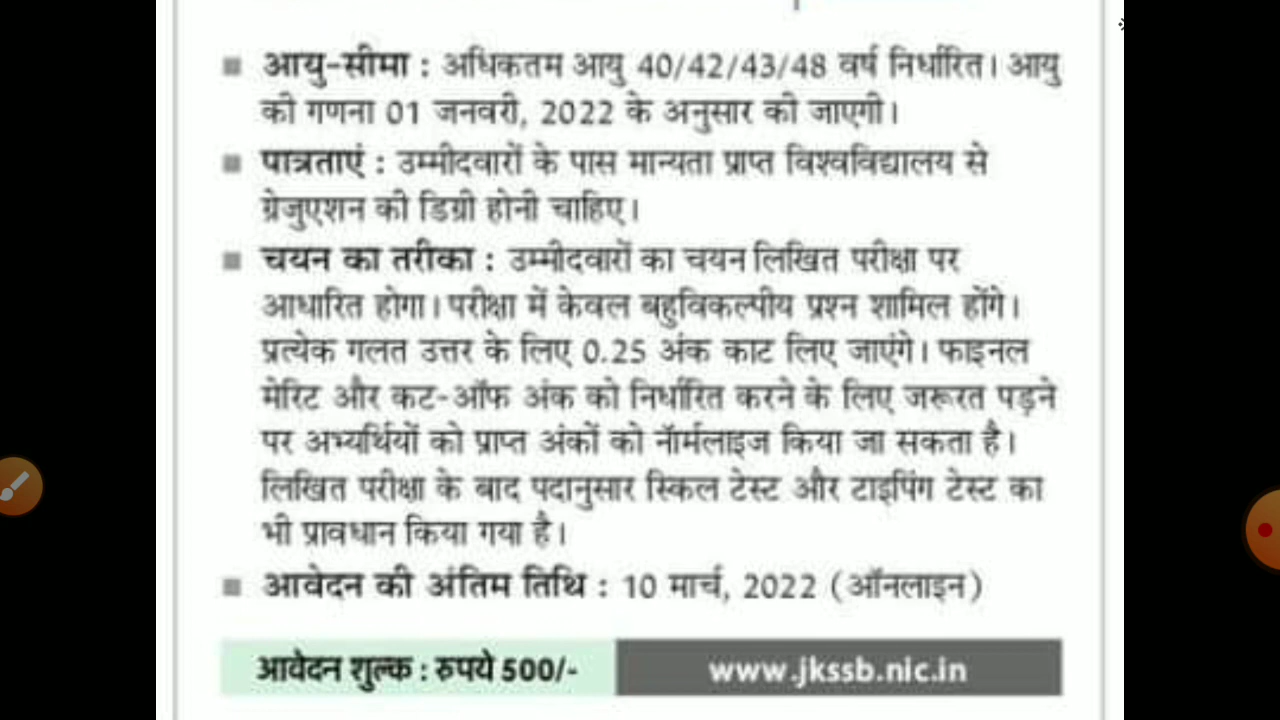 आयु-सीमा : अधिकतम आयु 40/42/43/48 वर्ष निर्धारित। आयु
की गणना 01 जनवरी, 2022 के अनुसार की जाएगी।
पात्रताएं : उम्मीदवारों के पास मान्यता प्राप्त विश्वविद्यालय से
ग्रेजुएशन की डिग्री होनी चाहिए।
चयन का तरीका : उम्मीदवारों का चयन लिखित परीक्षा पर
आधारित होगा। परीक्षा में केवल बहुविकल्पीय प्रश्न शामिल होंगे।
प्रत्येक गलत उत्तर के लिए 0.25 अंक काट लिए जाएंगे। फाइनल
मेरिट और कट-ऑफ अंक को निर्धारित करने के लिए जरूरत पड़ने
पर अभ्यर्थियों को प्राप्त अंकों को नॉर्मलाइज किया जा सकता है।
लिखित परीक्षा के बाद पदानुसार स्किल टेस्ट और टाइपिंग टेस्ट का
भी प्रावधान किया गया है।
आवेदन की अंतिम तिथि : 10 मार्च, 2022 (ऑनलाइन)
आवेदन शुल्क : रुपये 500/- www.jkssb.nic.in